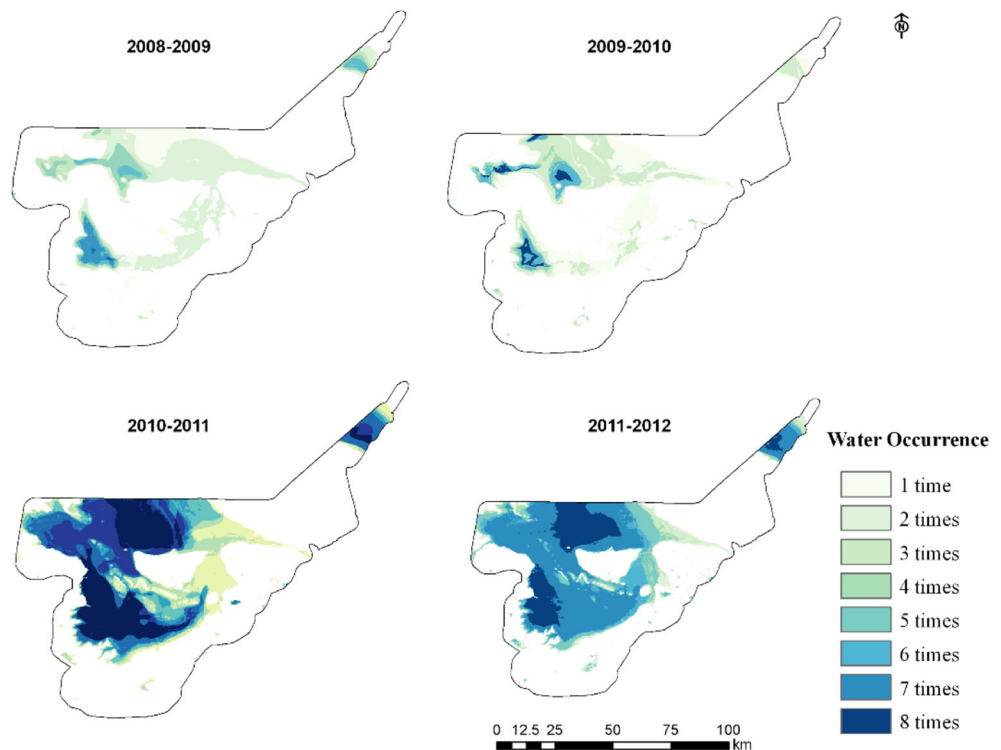 2008-2009
2009-2010
N
2010-2011
2011-2012
Water Occurrence
1 time
2 times
3 times
4 times
5 times
6 times
7 times
8 times
0 12.5 25 50 75 100
km